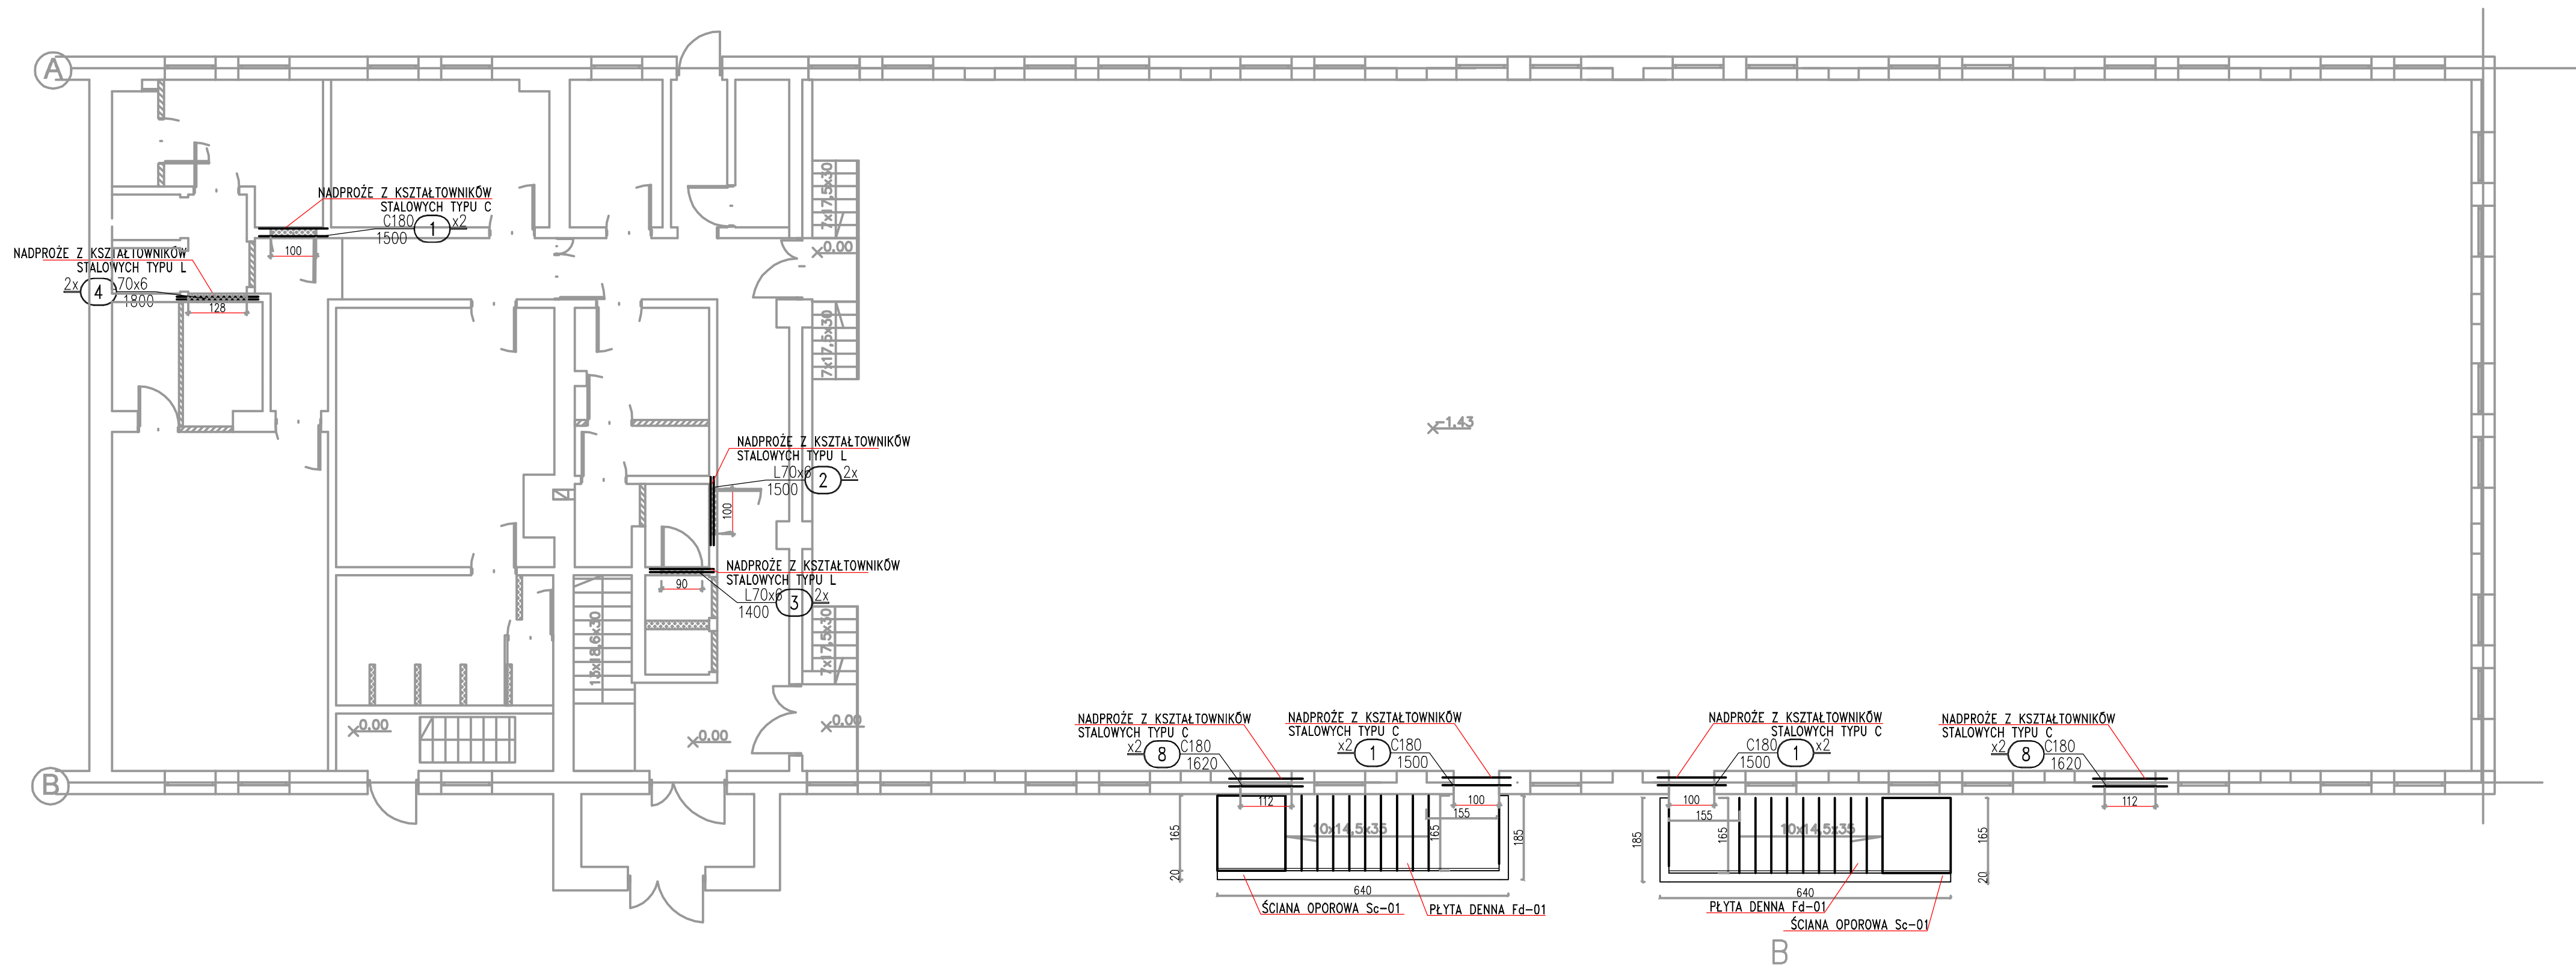 A
7x17,5x30
NADPROŻE Z KSZTAŁTOWNIKÓW
STALOWYCH TYPU C
C180 1 x2
1500
100
±0.00
NADPROŻE Z KSZTAŁTOWNIKÓW
STALOWYCH TYPU L
2x 4 70x6
1800
128
7x17,5x30
-1.43
NADPROŻE Z KSZTAŁTOWNIKÓW
STALOWYCH TYPU L
L70x6 2 2x
1500
100
NADPROŻE Z KSZTAŁTOWNIKÓW
STALOWYCH TYPU L
90
L70x6 3 2x
1400
13x18,6x30
7x17,5x30
0.00
0.00
0.00
NADPROŻE Z KSZTAŁTOWNIKÓW
STALOWYCH TYPU C
x2 8 C180
1620
NADPROŻE Z KSZTAŁTOWNIKÓW
STALOWYCH TYPU C
x2 1 C180
1500
NADPROŻE Z KSZTAŁTOWNIKÓW
STALOWYCH TYPU C
C180 1 x2
1500
NADPROŻE Z KSZTAŁTOWNIKÓW
STALOWYCH TYPU C
x2 8 C180
1620
B
112
100
155
100
155
112
165
10x14,5x35
165
185
185
165
10x14,5x35
165
20
20
640
640
ŚCIANA OPOROWA Sc-01
PŁYTA DENNA Fd-01
PŁYTA DENNA Fd-01
ŚCIANA OPOROWA Sc-01
B